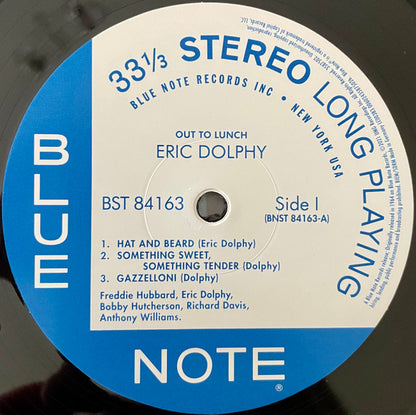 33 1/3 STEREO LONG PLAYING
BLUE NOTE RECORDS INC • NEW YORK USA
OUT TO LUNCH
ERIC DOLPHY
BST 84163
Side I
(BNST 84163-A)
1. HAT AND BEARD (Eric Dolphy)
2. SOMETHING SWEET,
SOMETHING TENDER (Dolphy)
3. GAZZELLONI (Dolphy)
Freddie Hubbard, Eric Dolphy,
Bobby Hutcherson, Richard Davis,
Anthony Williams.
BLUE
NOTE®